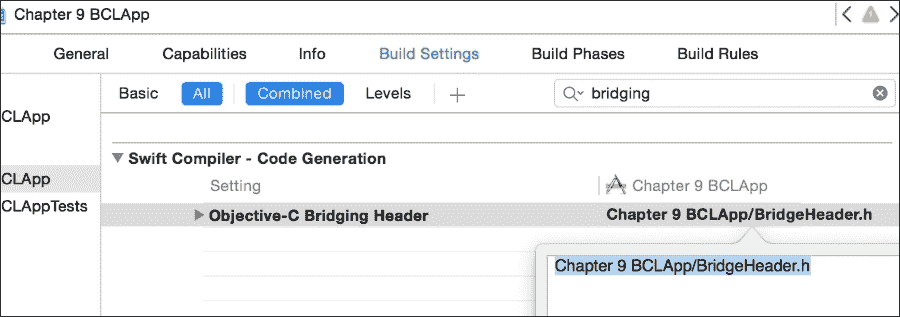 Chapter 9 BCLApp
General Capabilities Info Build Settings Build Phases Build Rules
Basic All Combined Levels + bridging
CLApp
Swift Compiler - Code Generation
CLApp Setting Chapter 9 BCLApp
CLAppTests Objective-C Bridging Header Chapter 9 BCLApp/BridgeHeader.h
Chapter 9 BCLApp/BridgeHeader.h